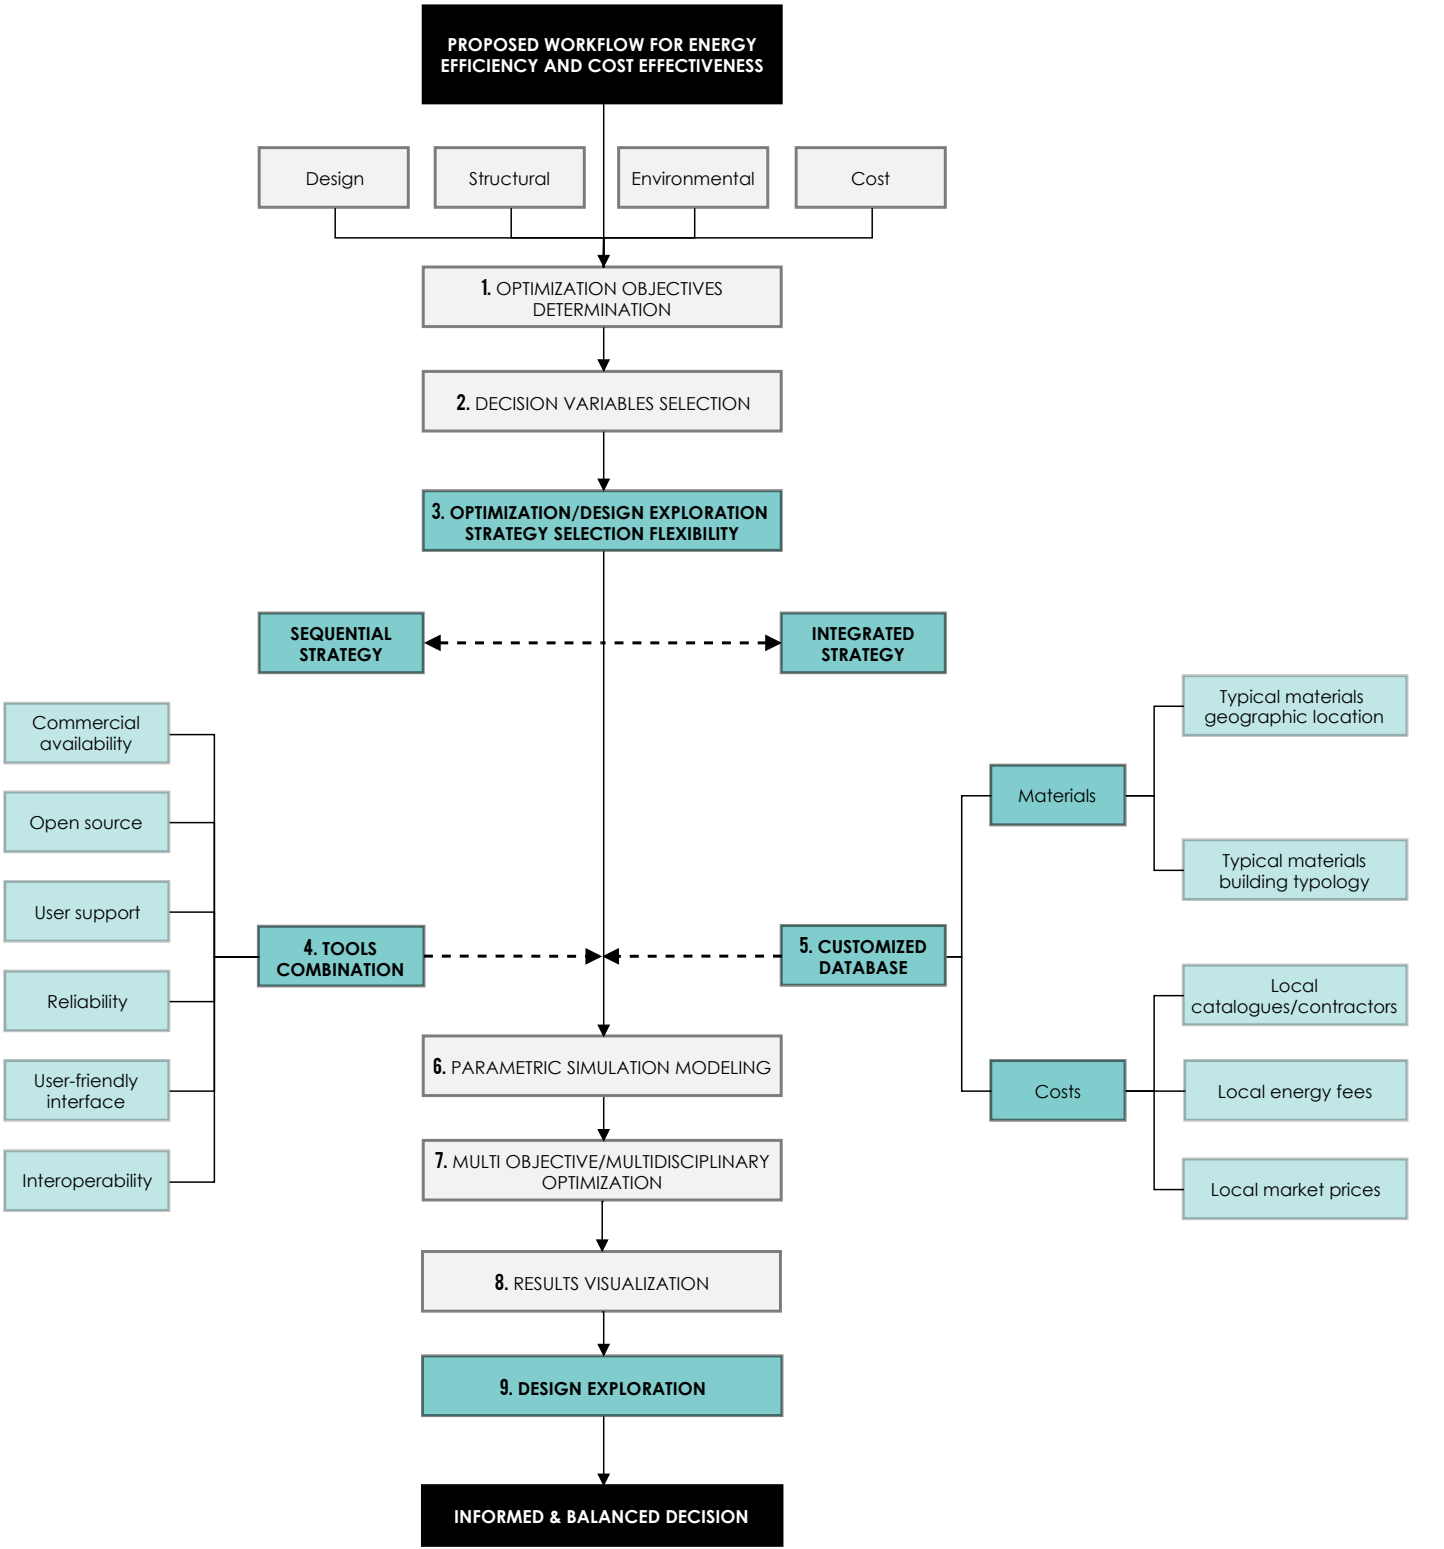 PROPOSED WORKFLOW FOR ENERGY
EFFICIENCY AND COST EFFECTIVENESS
Design
Structural
Environmental
Cost
1. OPTIMIZATION OBJECTIVES
DETERMINATION
2. DECISION VARIABLES SELECTION
3. OPTIMIZATION/DESIGN EXPLORATION
STRATEGY SELECTION FLEXIBILITY
SEQUENTIAL
STRATEGY
INTEGRATED
STRATEGY
Commercial
availability
Open source
User support
Reliability
User-friendly
interface
Interoperability
4. TOOLS
COMBINATION
5. CUSTOMIZED
DATABASE
Materials
Typical materials
geographic location
Typical materials
building typology
Costs
Local
catalogues/contractors
Local energy fees
Local market prices
6. PARAMETRIC SIMULATION MODELING
7. MULTI OBJECTIVE/MULTIDISCIPLINARY
OPTIMIZATION
8. RESULTS VISUALIZATION
9. DESIGN EXPLORATION
INFORMED & BALANCED DECISION